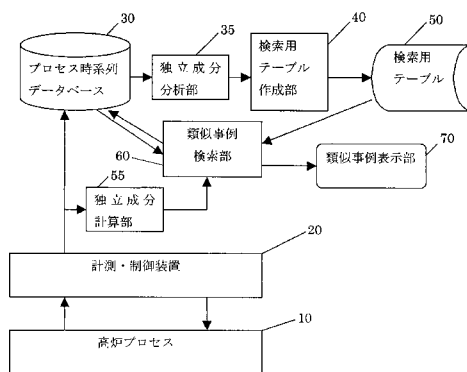 30
プロセス時系列
データベース
35
独立成分
分析部
40
検索用
テーブル
作成部
50
検索用
テーブル
類似事例
検索部
60
70
類似事例表示部
55
独立成分
計算部
20
計測・制御装置
10
高炉プロセス